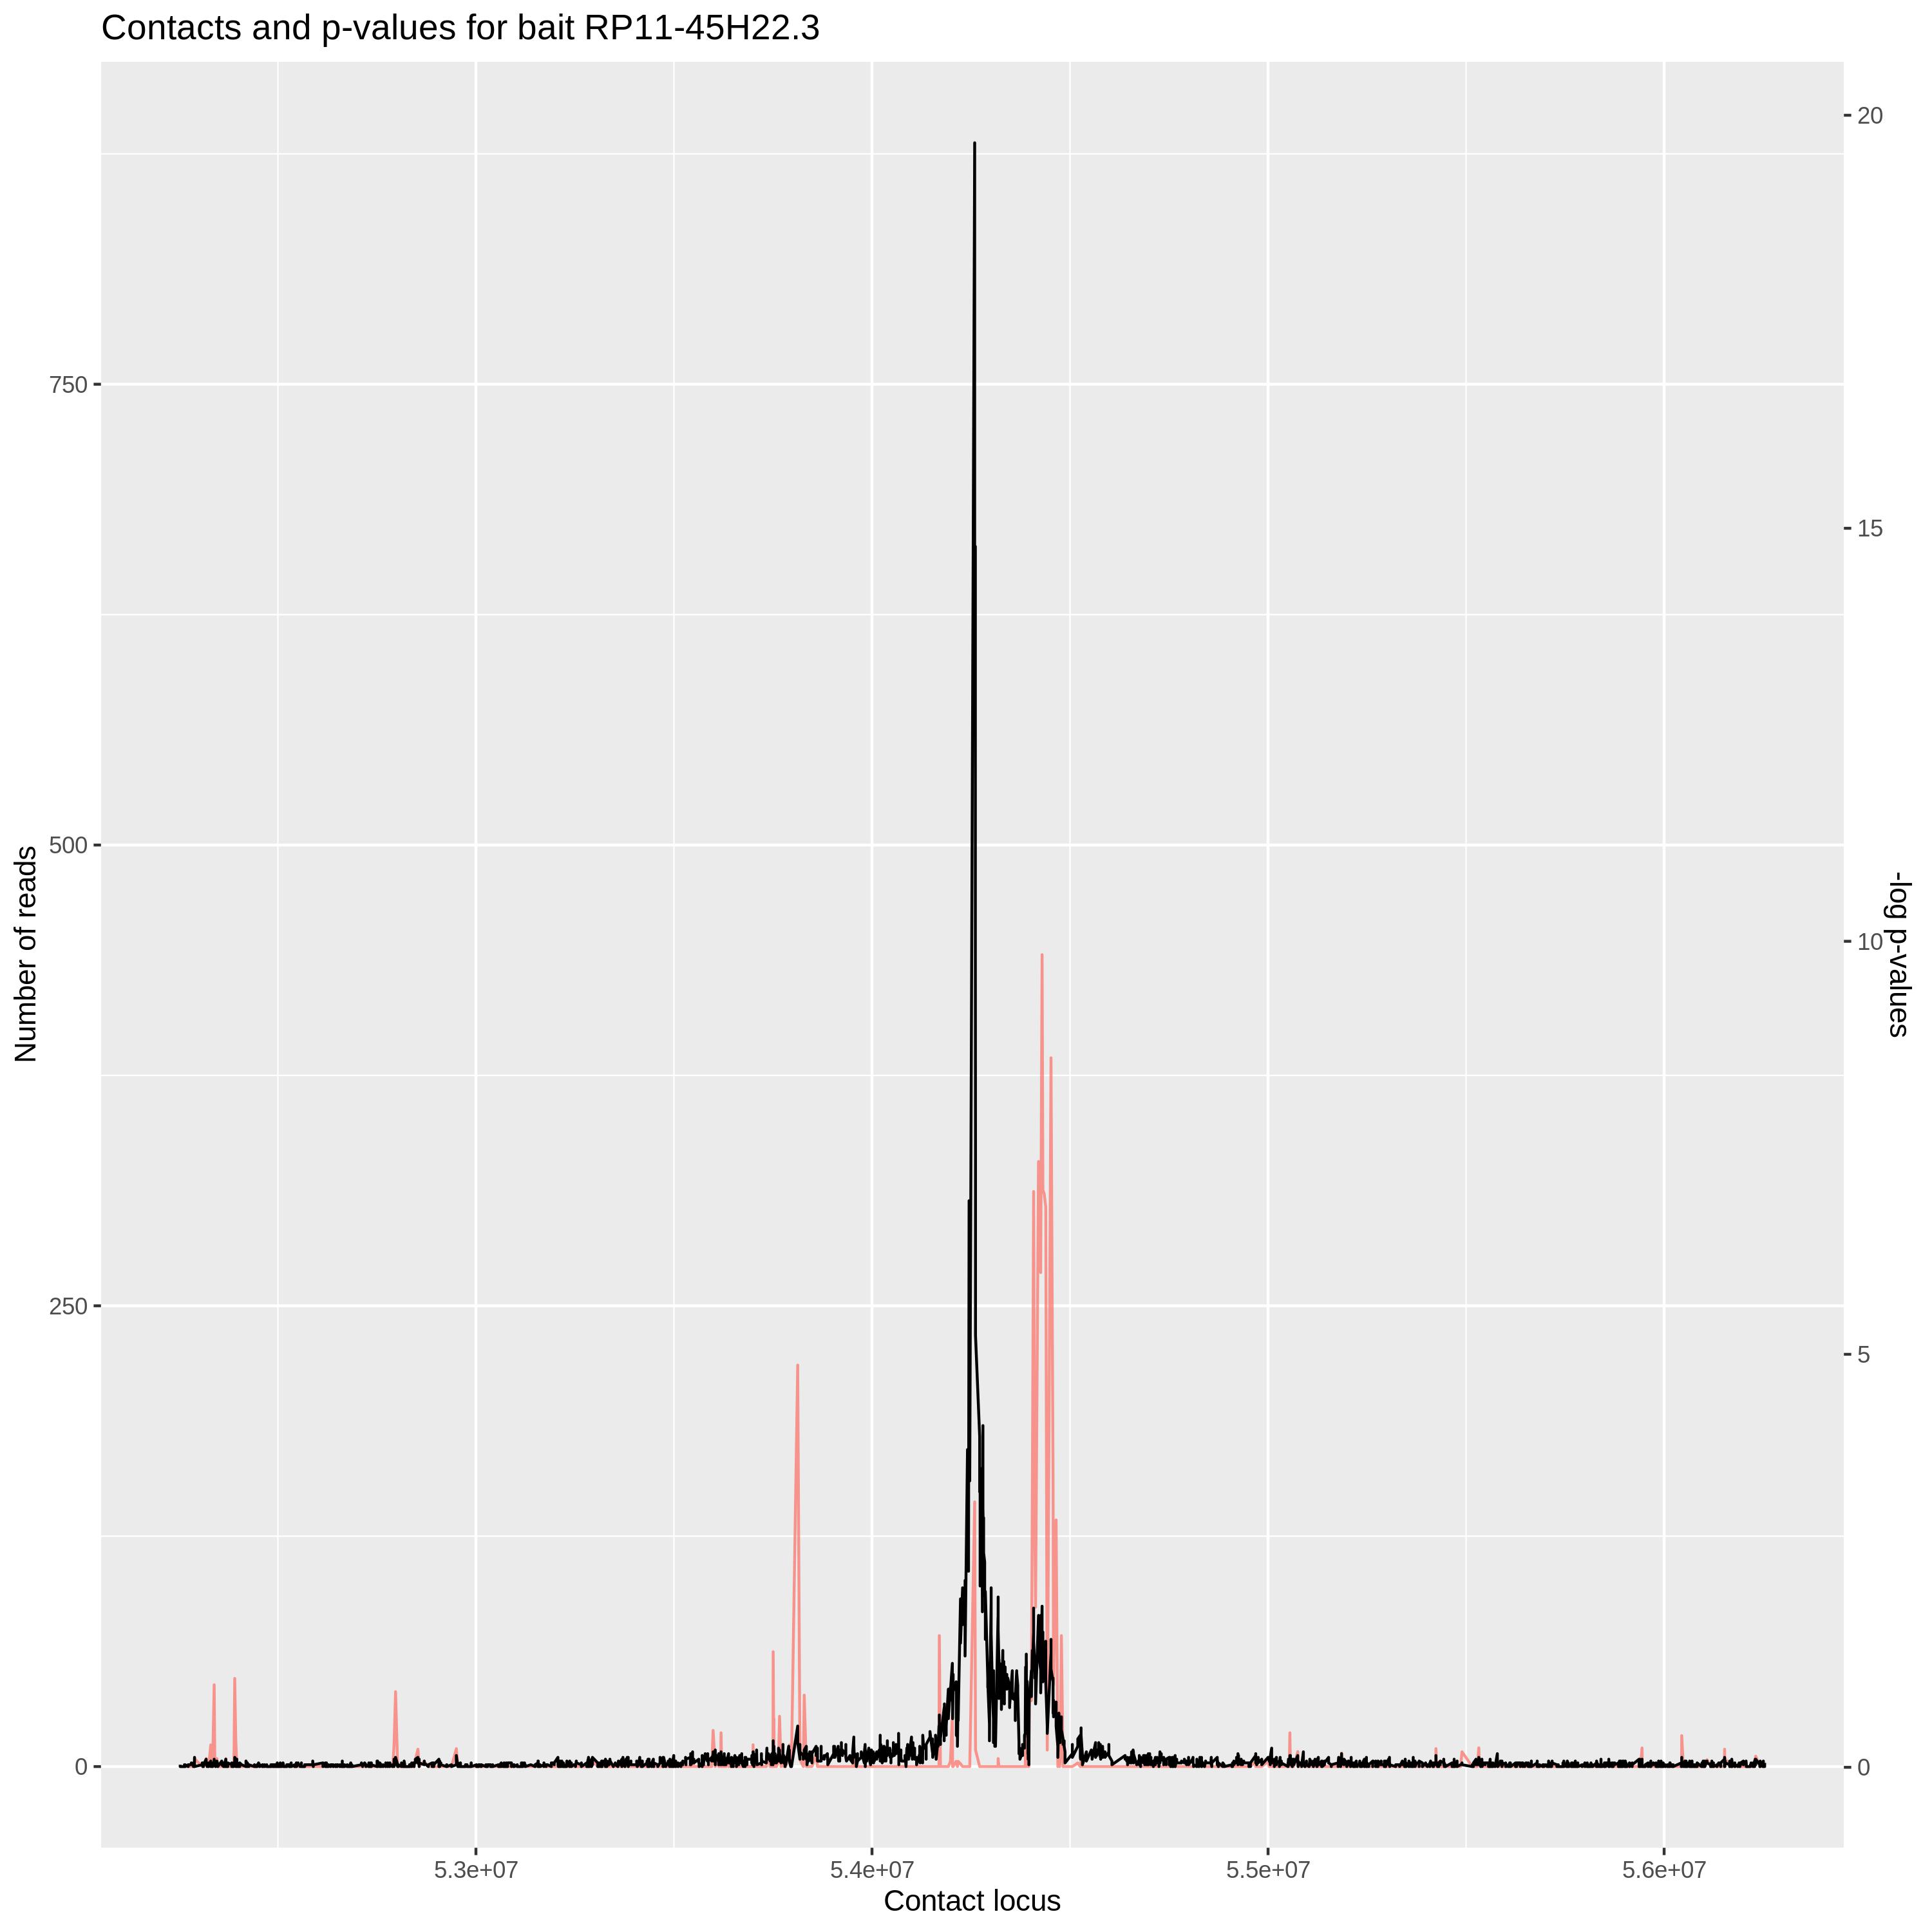 Contacts and p-values for bait RP11-45H22.3
20
750
15
500
10
Number of reads
-log p-values
250
5
0
0
5.3e+07 5.4e+07 5.5e+07 5.6e+07
Contact locus